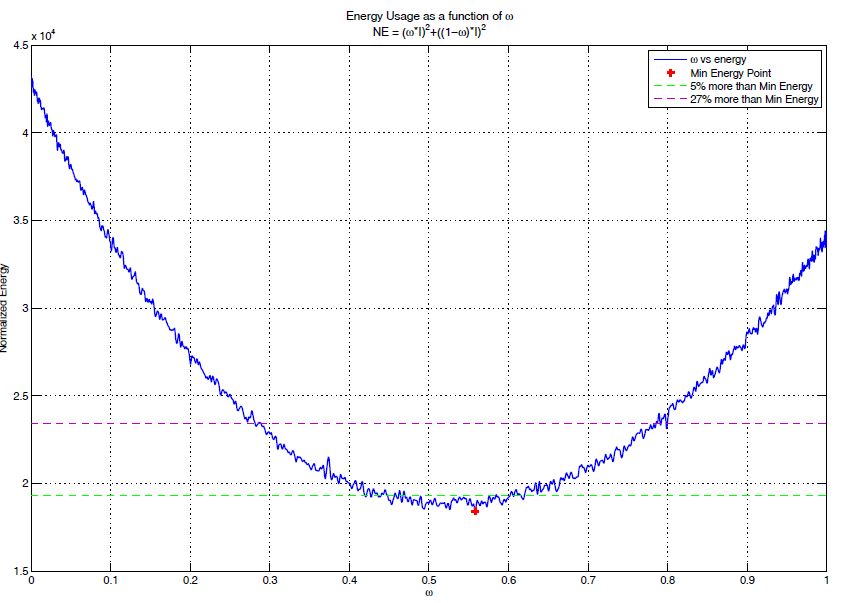 Energy Usage as a function of ω
NE = (ω*I)²+((1−ω)*I)²
x 10⁴
4.5
4
3.5
3
2.5
2
1.5
Normalized Energy
ω vs energy
Min Energy Point
5% more than Min Energy
27% more than Min Energy
0 0.1 0.2 0.3 0.4 0.5 0.6 0.7 0.8 0.9 1
ω